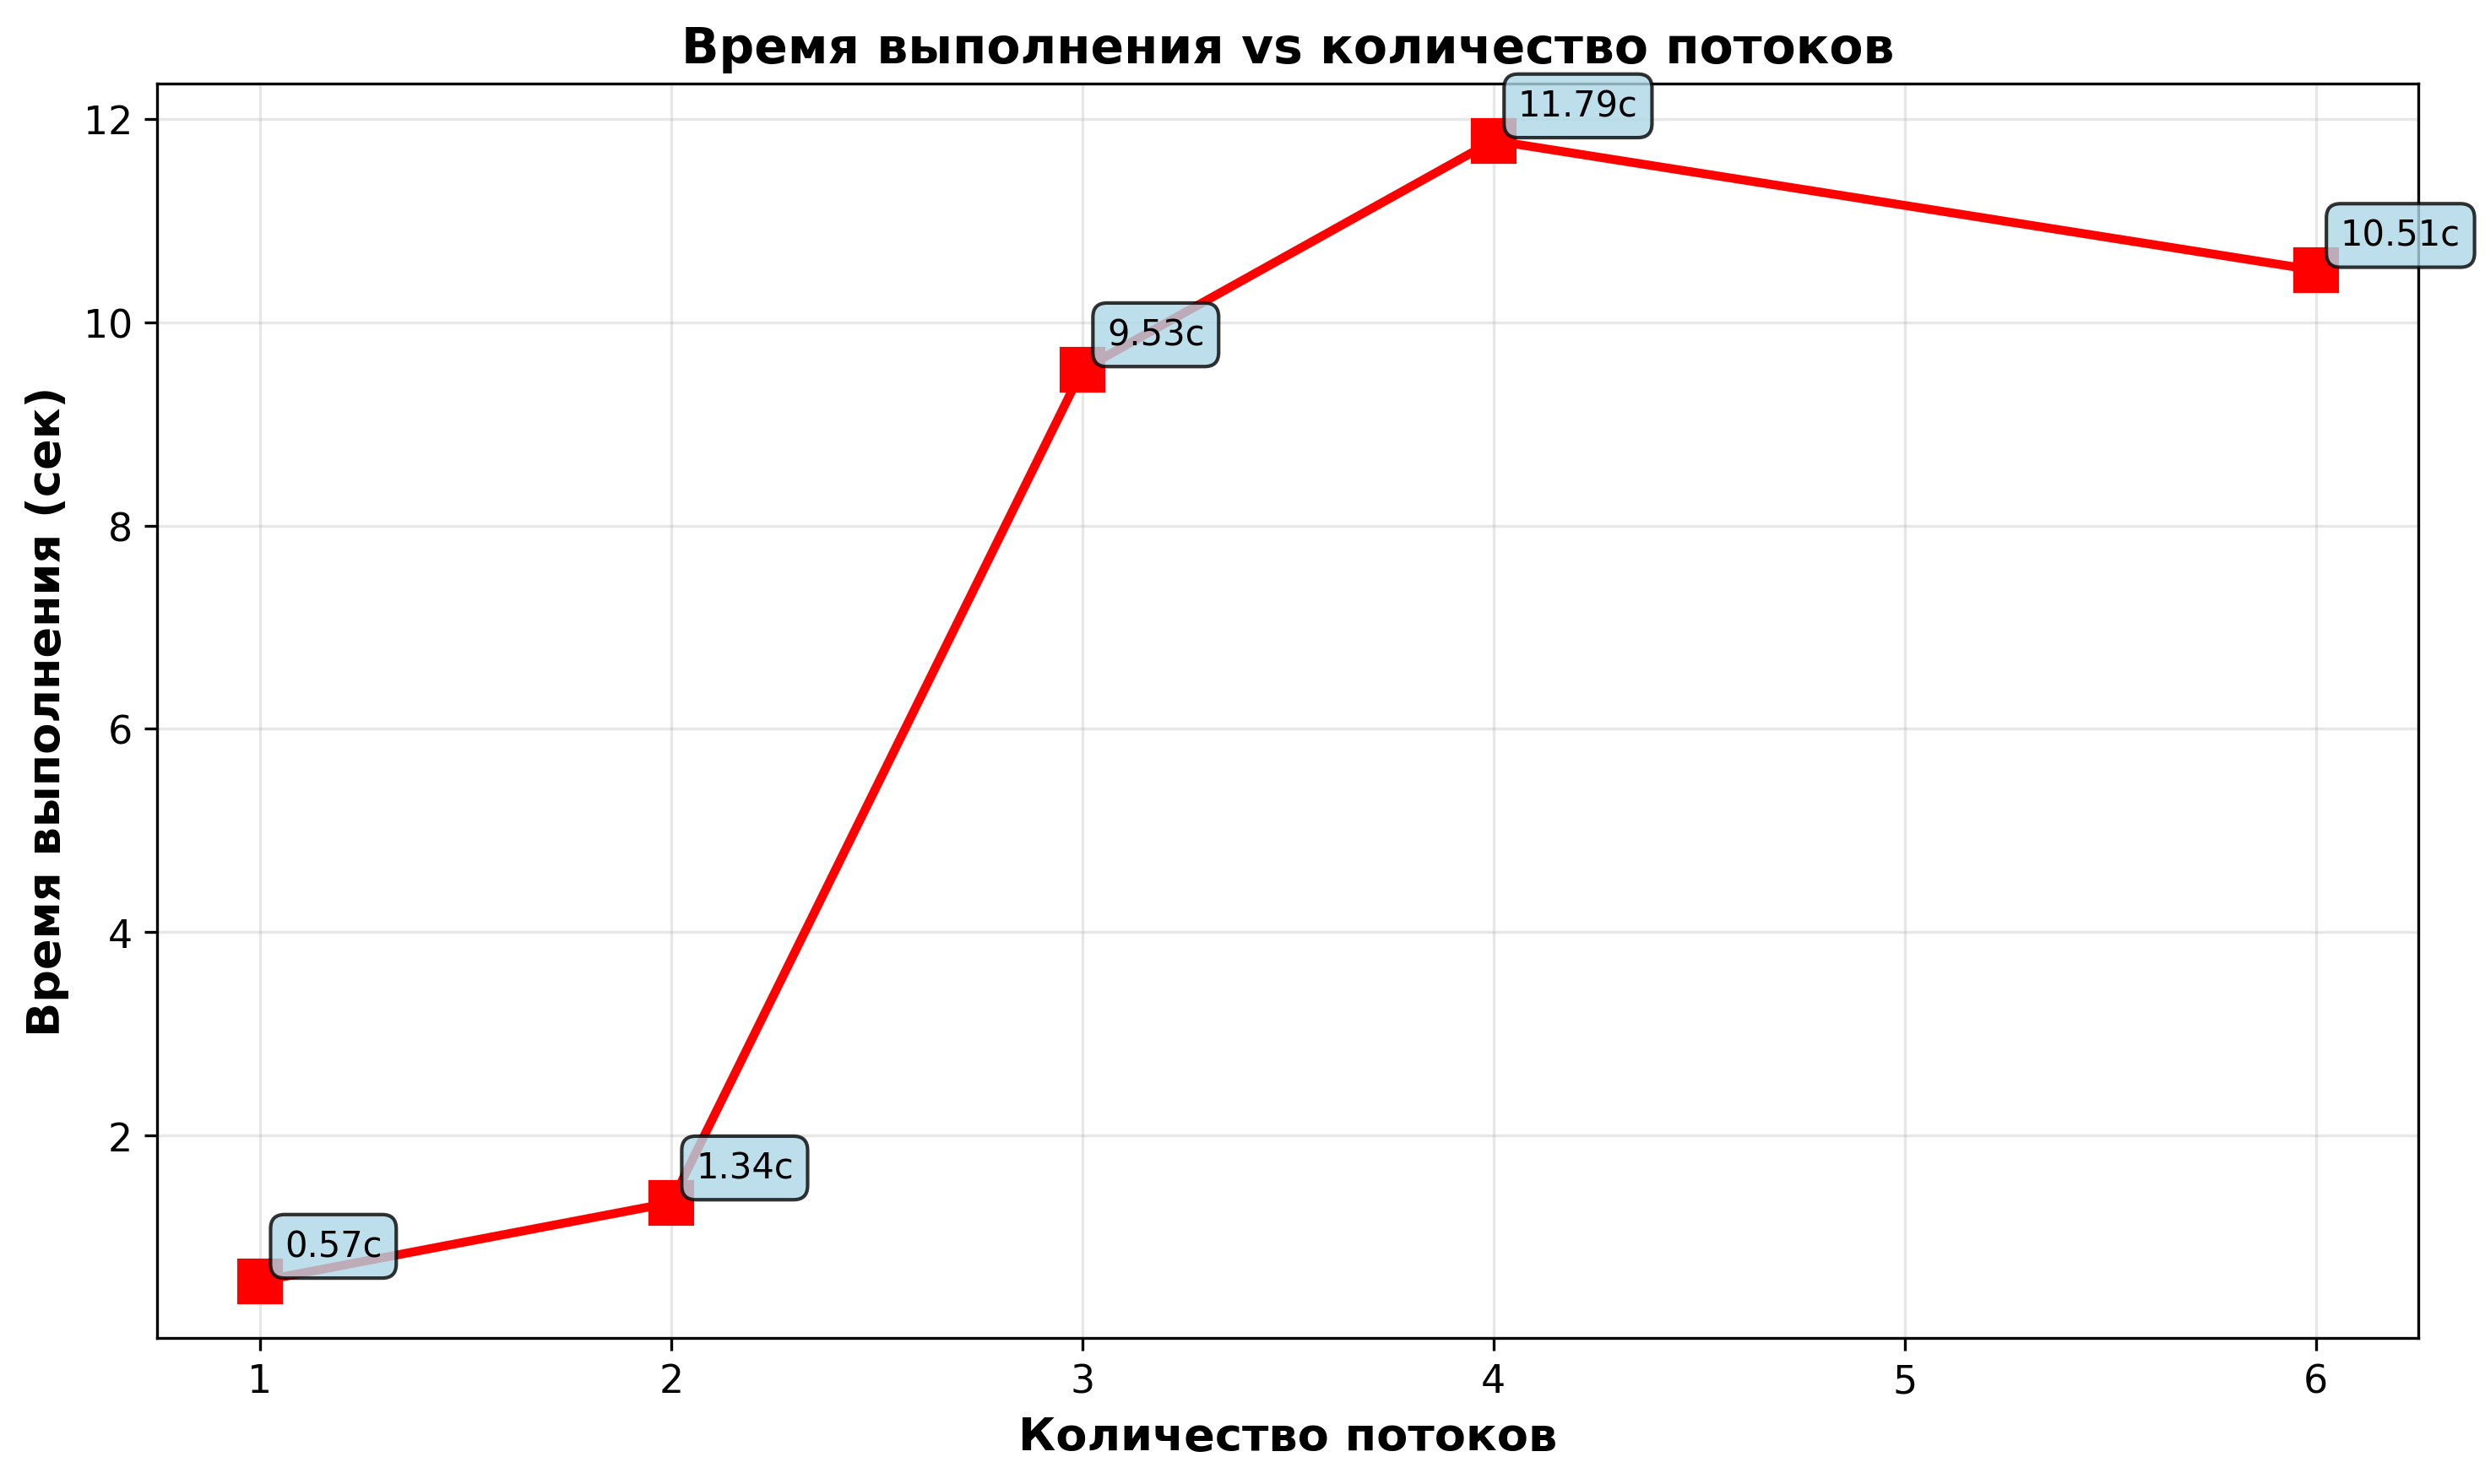 Время выполнения vs количество потоков
Время выполнения (сек)
12
10
8
6
4
2
0.57с
1.34с
9.53с
11.79с
10.51с
1
2
3
4
5
6
Количество потоков